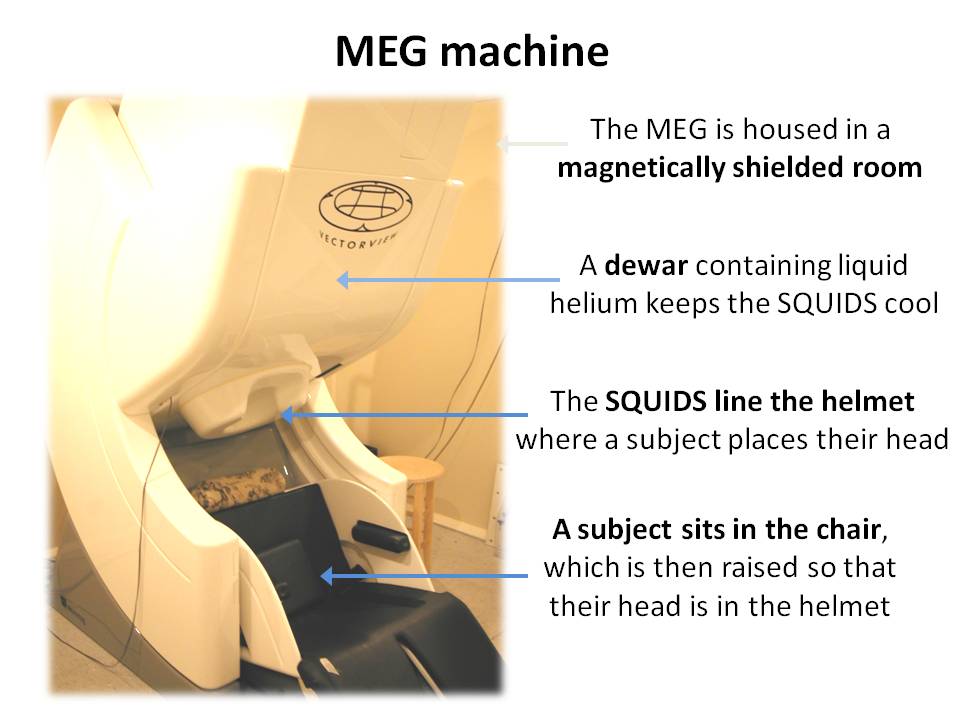 MEG machine
The MEG is housed in a
magnetically shielded room
VECTORVIEW
A dewar containing liquid
helium keeps the SQUIDS cool
The SQUIDS line the helmet
where a subject places their head
A subject sits in the chair,
which is then raised so that
their head is in the helmet